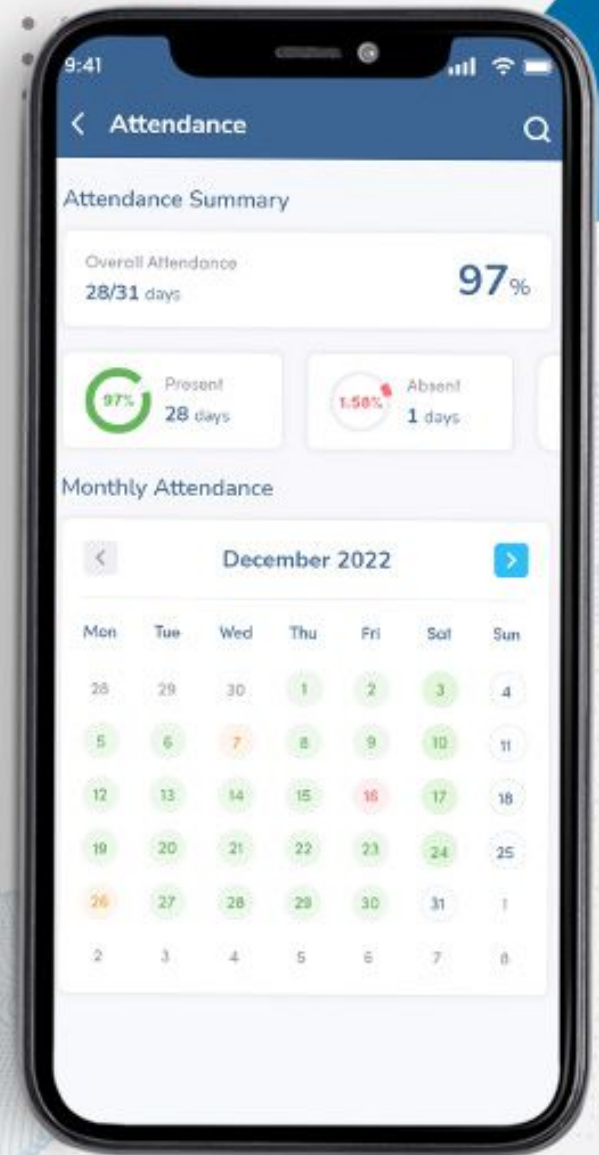 9:41
Attendance
Attendance Summary
Overall Attendance
28/31 days
97%
97%
Present
28 days
1.58%
Absent
1 days
Monthly Attendance
December 2022
Mon Tue Wed Thu Fri Sat Sun
28 29 30 1 2 3 4
5 6 7 8 9 10 11
12 13 14 15 16 17 18
19 20 21 22 23 24 25
26 27 28 29 30 31 1
2 3 4 5 6 7 8